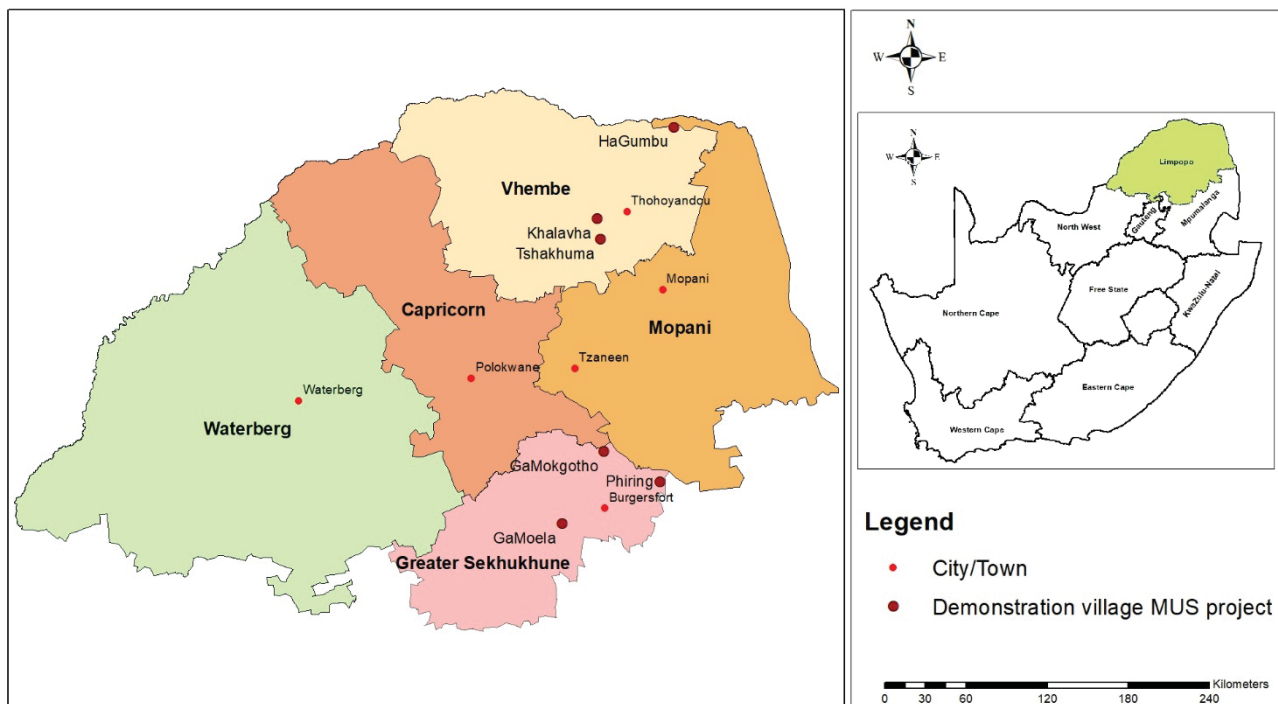 HaGumbu
Vhembe
Thohoyandou
Khalavha
Tshakhuma
Mopani
Capricorn
Mopani
Tzaneen
Polokwane
Waterberg
Waterberg
GaMokgotho
Phiring
Burgersfort
GaMoela
Greater Sekhukhune
N
W E
S
N
W E
S
Limpopo
North West
Gauteng
Mpumalanga
Free State
KwaZulu-Natel
Northern Cape
Eastern Cape
Western Cape
Legend
City/Town
Demonstration village MUS project
Kilometers
0 30 60 120 180 240